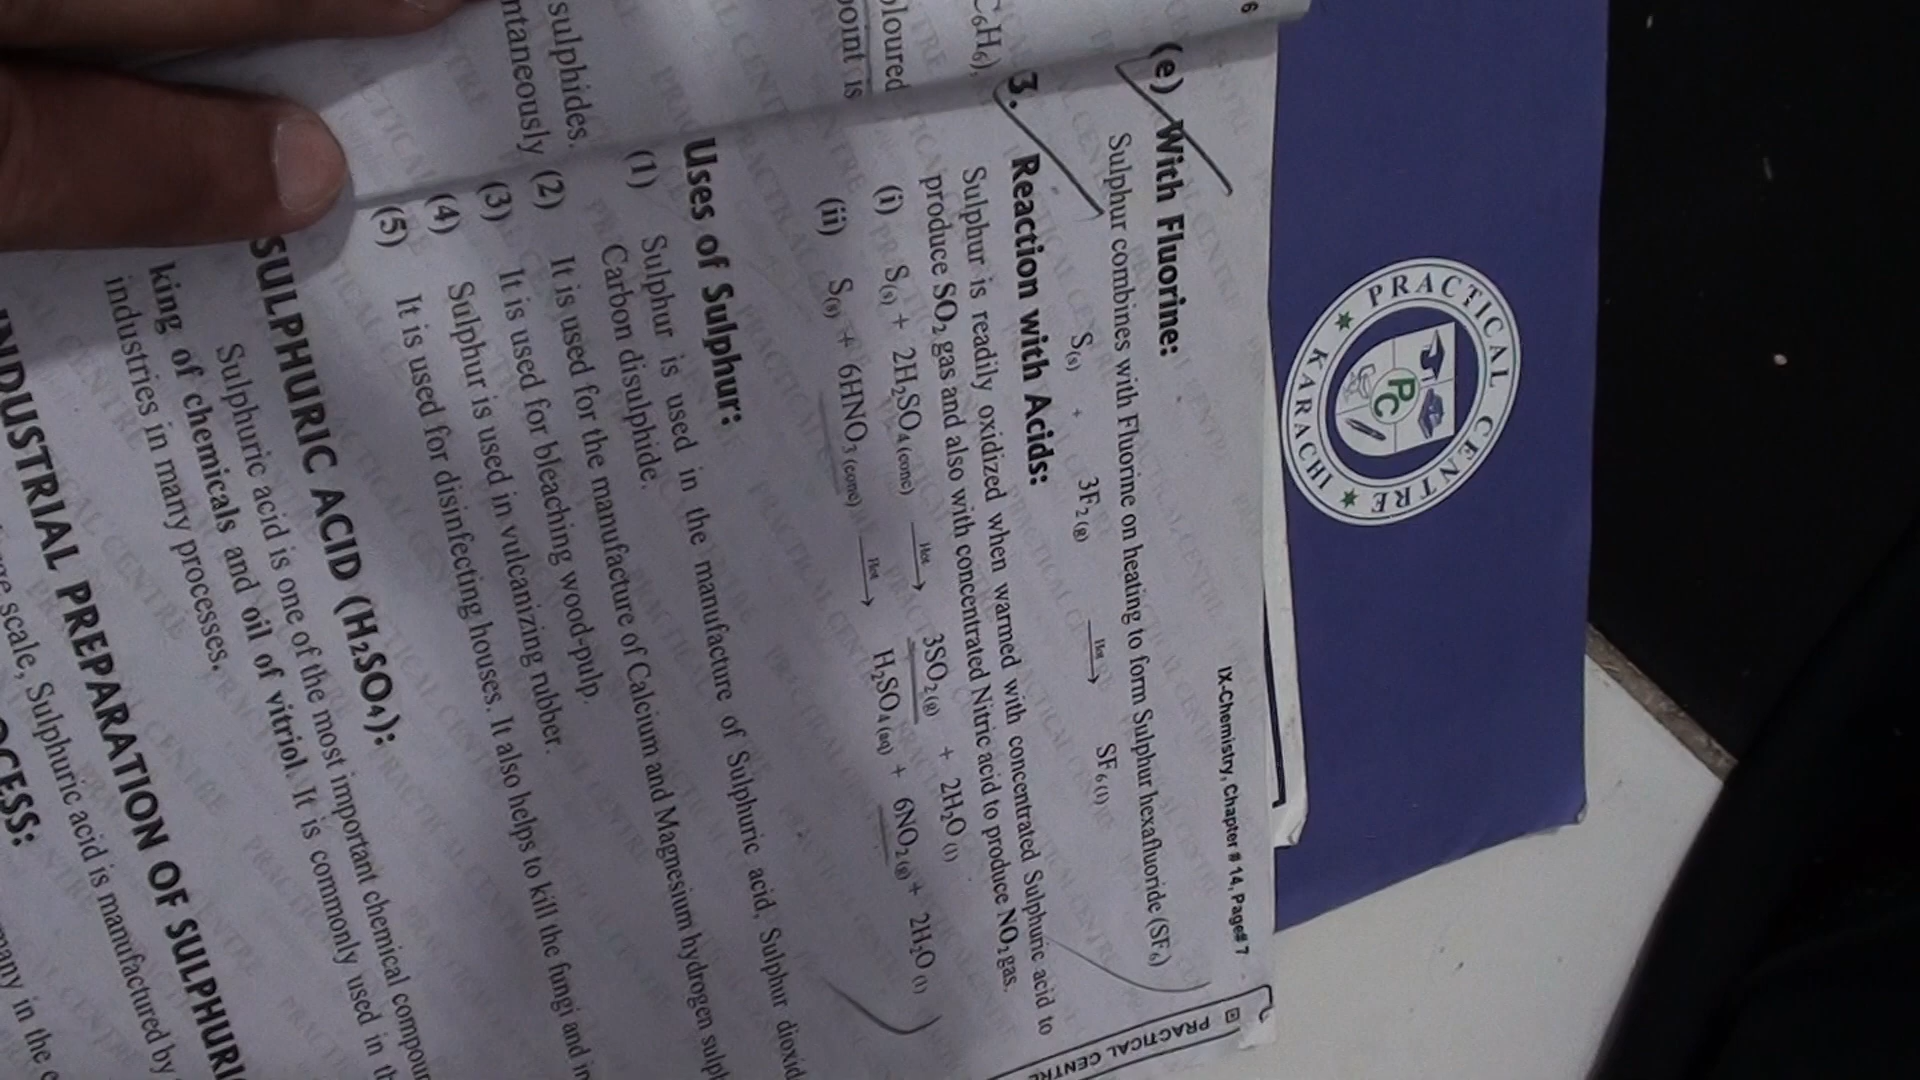 PRACTICAL CENTRE
KARACHI
PC
IX-Chemistry, Chapter # 14, Page# 7
PRACTICAL CENTRE
6
(e) With Fluorine:
Sulphur combines with Fluorine on heating to form Sulphur hexafluoride (SF₆)
S(s) + 3F₂(g) Hot→ SF₆(l)
C₆H₆),
3. Reaction with Acids:
Sulphur is readily oxidized when warmed with concentrated Sulphuric acid to
produce SO₂ gas and also with concentrated Nitric acid to produce NO₂ gas.
(i) S(s) + 2H₂SO₄(conc) Hot→ 3SO₂(g) + 2H₂O(l)
(ii) S(s) + 6HNO₃(conc) Hot→ H₂SO₄(aq) + 6NO₂(g) + 2H₂O(l)
oloured
point is
Uses of Sulphur:
(1) Sulphur is used in the manufacture of Sulphuric acid, Sulphur dioxid
Carbon disulphide.
(2) It is used for the manufacture of Calcium and Magnesium hydrogen sulph
(3) It is used for bleaching wood-pulp.
(4) Sulphur is used in vulcanizing rubber.
(5) It is used for disinfecting houses. It also helps to kill the fungi and in
sulphides.
ntaneously
SULPHURIC ACID (H₂SO₄):
Sulphuric acid is one of the most important chemical compoun
king of chemicals and oil of vitriol. It is commonly used in th
industries in many processes.
INDUSTRIAL PREPARATION OF SULPHURI
scale, Sulphuric acid is manufactured by
CESS:
many in the